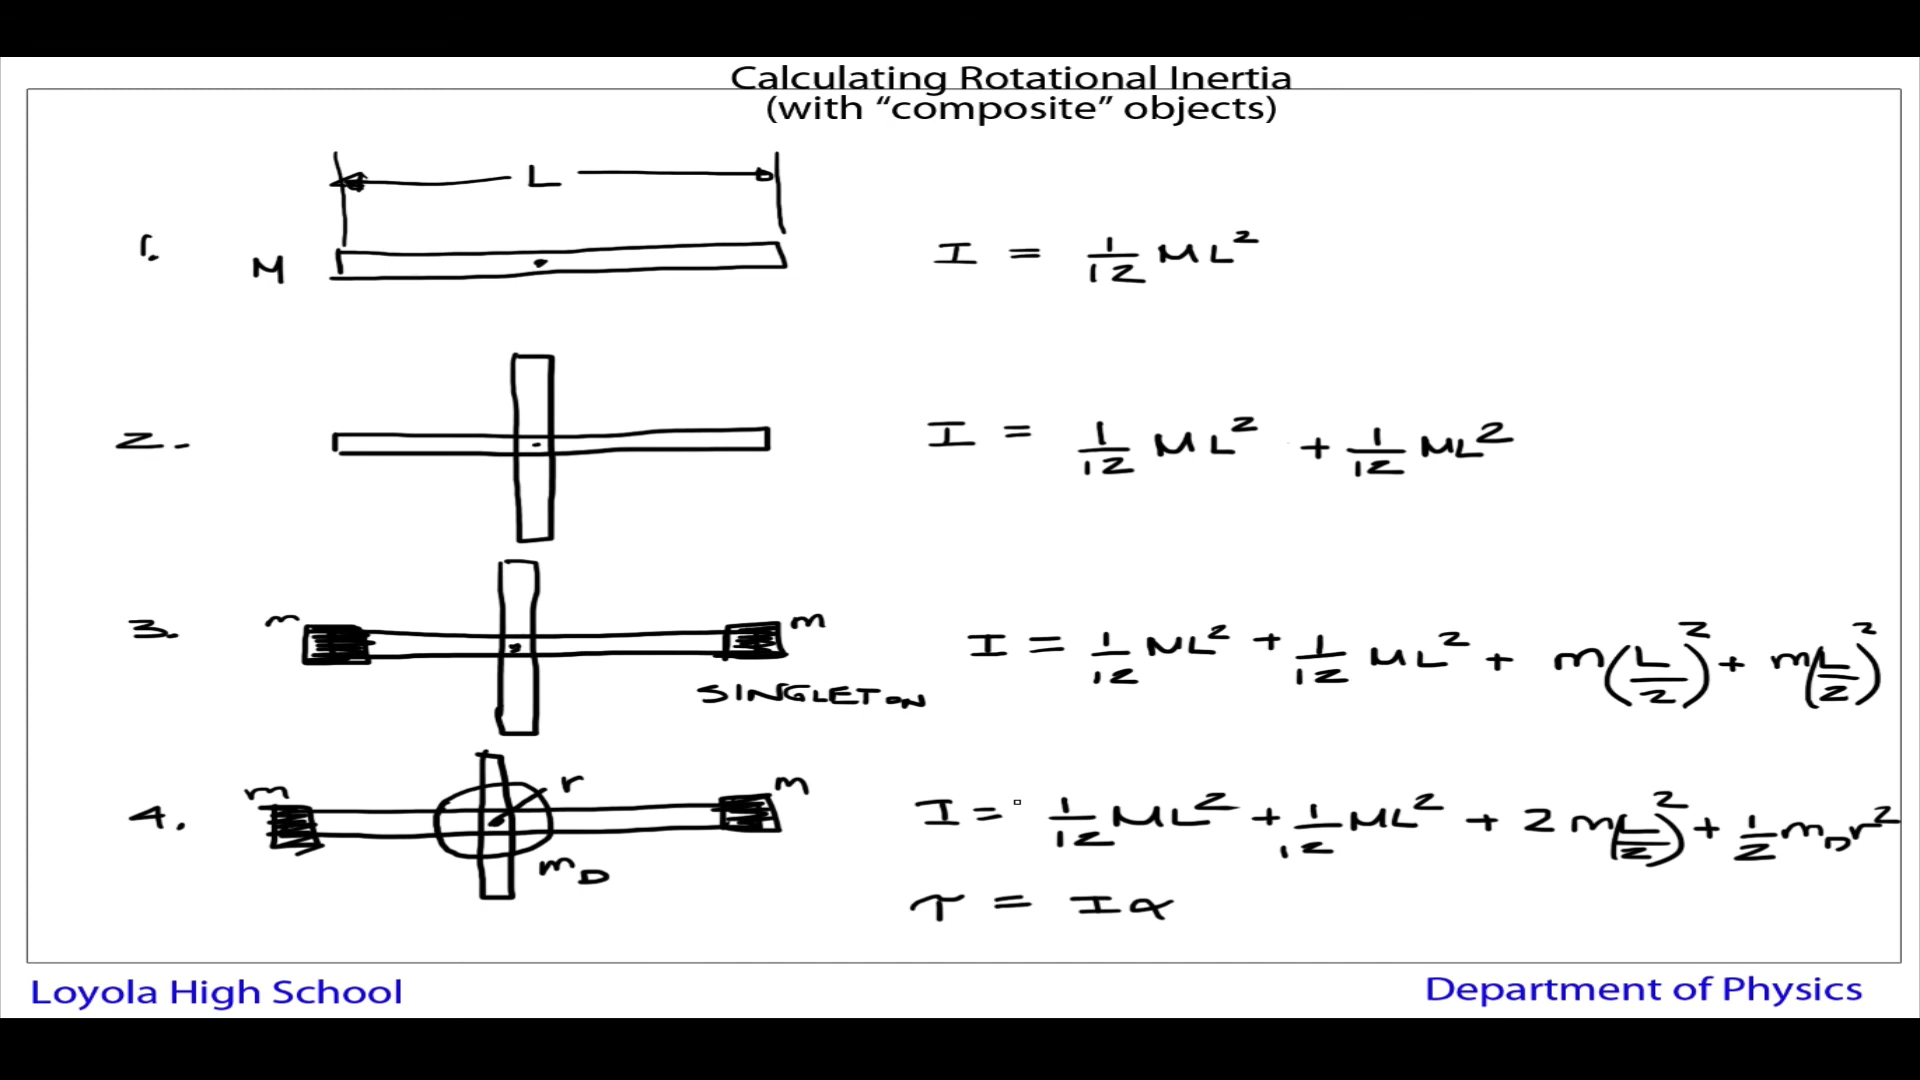 Calculating Rotational Inertia
(with “composite” objects)
L
1.
M
I = 1/12 ML²
2.
I = 1/12 ML² + 1/12 ML²
3.
m
m
SINGLETON
I = 1/12 ML² + 1/12 ML² + m(L/2)² + m(L/2)²
4.
m
r
m
m_D
I = 1/12 ML² + 1/12 ML² + 2m(L/2)² + 1/2 m_D r²
τ = Iα
Loyola High School
Department of Physics